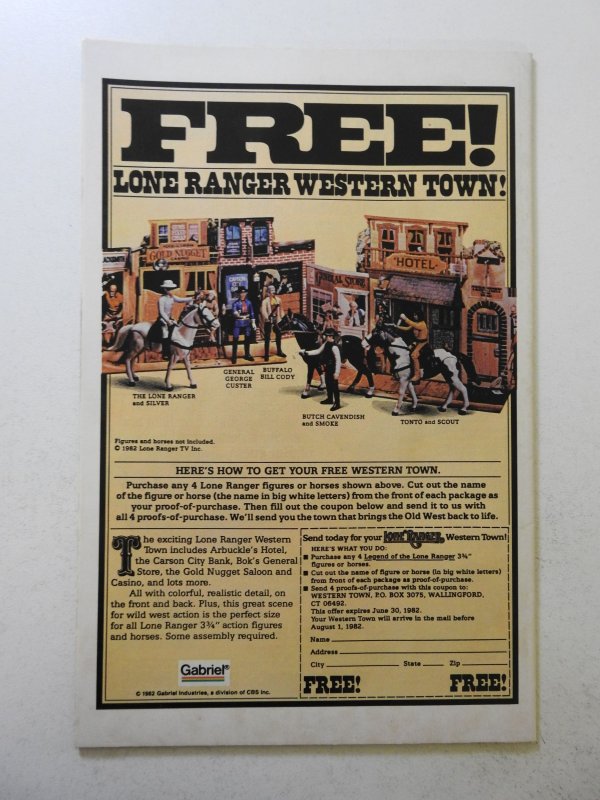 FREE!
LONE RANGER WESTERN TOWN!
GOLD NUGGET
GENERAL STORE
HOTEL
THE LONE RANGER
and SILVER
GENERAL
GEORGE
CUSTER
BUFFALO
BILL CODY
BUTCH CAVENDISH
and SMOKE
TONTO and SCOUT
Figures and horses not included.
© 1982 Lone Ranger TV Inc.
HERE'S HOW TO GET YOUR FREE WESTERN TOWN.
Purchase any 4 Lone Ranger figures or horses shown above. Cut out the name
of the figure or horse (the name in big white letters) from the front of each package as
your proof-of-purchase. Then fill out the coupon below and send it to us with
all 4 proofs-of-purchase. We'll send you the town that brings the Old West back to life.
The exciting Lone Ranger Western
Town includes Arbuckle's Hotel,
the Carson City Bank, Bok's General
Store, the Gold Nugget Saloon and
Casino, and lots more.
All with colorful, realistic detail, on
the front and back. Plus, this great scene
for wild west action is the perfect size
for all Lone Ranger 3¾" action figures
and horses. Some assembly required.
Gabriel®
© 1982 Gabriel Industries, a division of CBS Inc.
Send today for your LONE RANGER Western Town!
HERE'S WHAT YOU DO:
■ Purchase any 4 Legend of the Lone Ranger 3¾"
figures or horses.
■ Cut out the name of figure or horse (in big white letters)
from front of each package as proof-of-purchase.
■ Send 4 proofs-of-purchase with this coupon to:
WESTERN TOWN, P.O. BOX 3075, WALLINGFORD,
CT 06492.
This offer expires June 30, 1982.
Your Western Town will arrive in the mail before
August 1, 1982.
Name
Address
City State Zip
FREE! FREE!